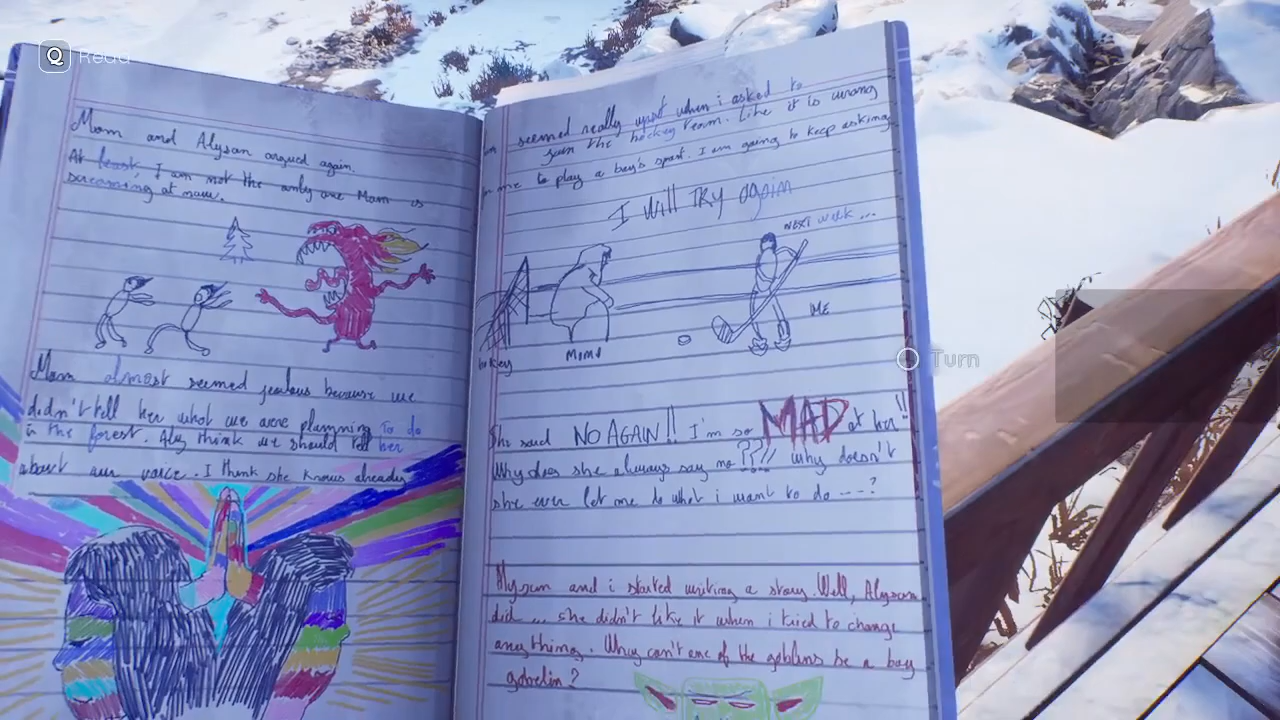 Read
Mom and Alysan argued again.
At least I am not the only one Mom is
screaming at now.
Mom almost seemed jealous because we
didn't tell her what we were planning To do
in the forest. Aly think we should tell her
about our voice. I think she knows already
seemed really upset when i asked to
join the hockey team. Like it is wrong
me to play a boy's sport. I am going to keep asking
I will TRY again
NEXT week ...
ME
MOM
Turn
She said NO AGAIN!! I'm so MAD at her!!
Why does she always say no ??!! why doesn't
she ever let me do what i want to do ---?
Alysan and i started writing a story. Well, Alysan
did ... she didn't like it when i tried to change
anything. Why can't one of the goblins be a boy
gobelin?